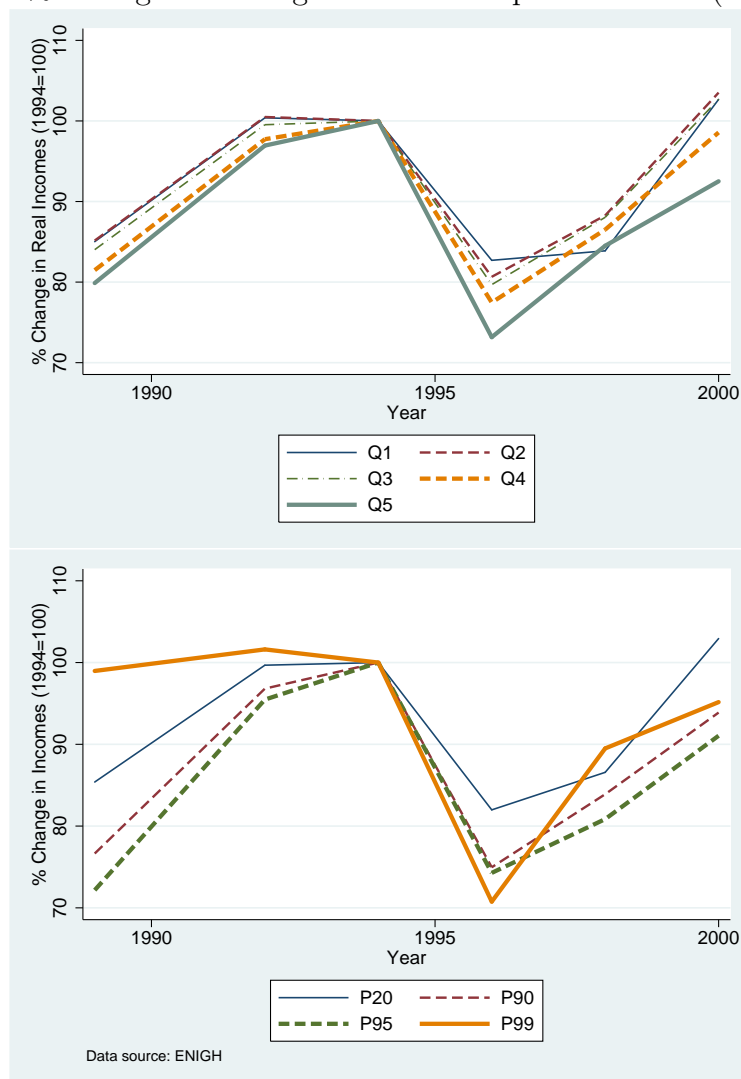 110
100
90
80
70
% Change in Real Incomes (1994=100)
1990 1995 2000
Year
Q1 Q2
Q3 Q4
Q5
110
100
90
80
70
% Change in Incomes (1994=100)
1990 1995 2000
Year
P20 P90
P95 P99
Data source: ENIGH